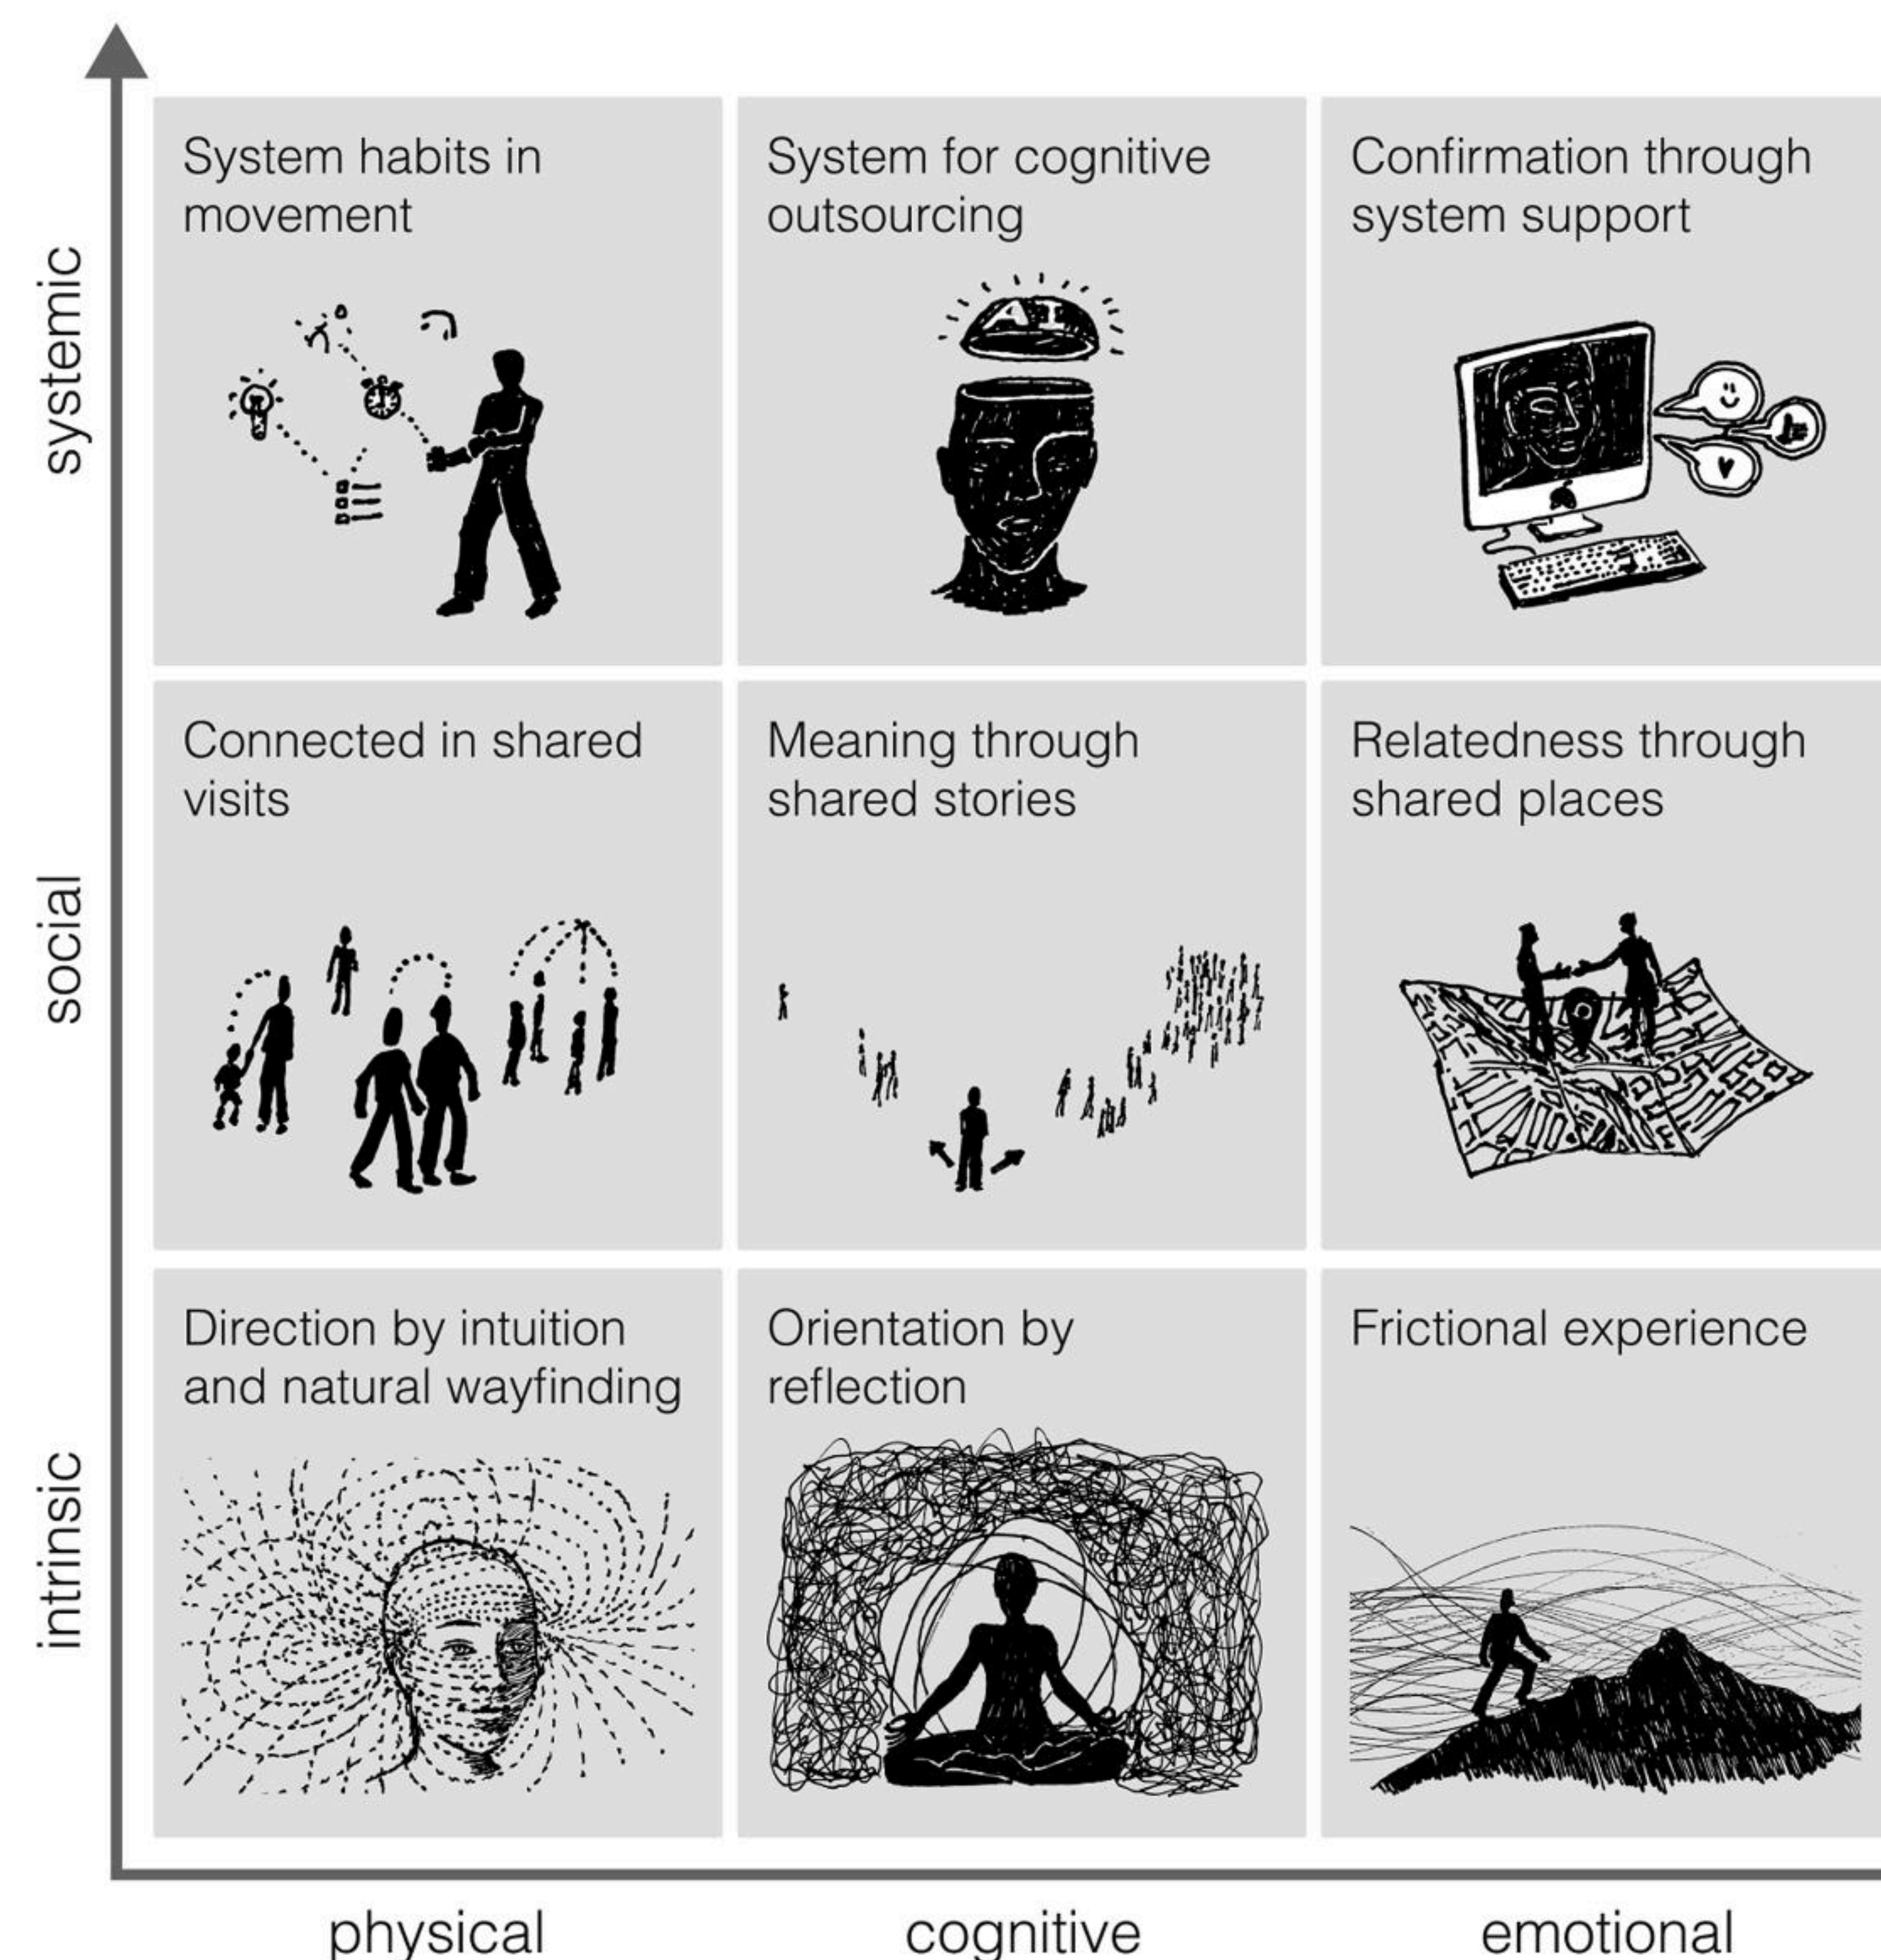 systemic
System habits in
movement
System for cognitive
outsourcing
AI
Confirmation through
system support
social
Connected in shared
visits
Meaning through
shared stories
Relatedness through
shared places
intrinsic
Direction by intuition
and natural wayfinding
Orientation by
reflection
Frictional experience
physical
cognitive
emotional